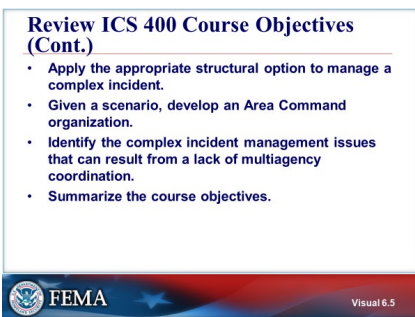 Review ICS 400 Course Objectives
(Cont.)
• Apply the appropriate structural option to manage a
complex incident.
• Given a scenario, develop an Area Command
organization.
• Identify the complex incident management issues
that can result from a lack of multiagency
coordination.
• Summarize the course objectives.
FEMA
Visual 6.5